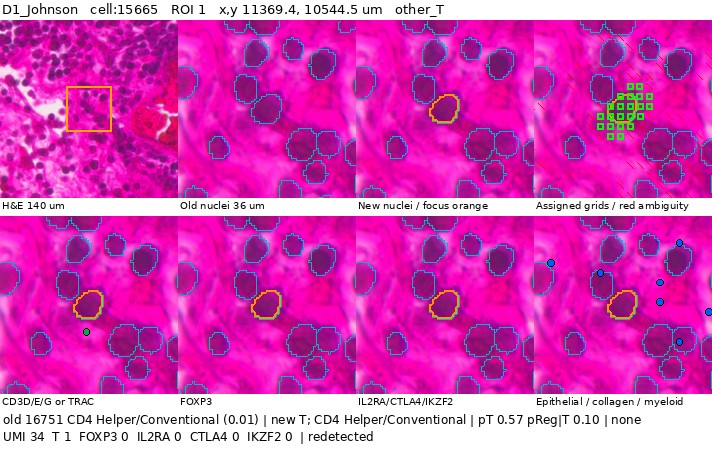 D1_Johnson   cell:15665   ROI 1   x,y 11369.4, 10544.5 um   other_T
H&E 140 um
Old nuclei 36 um
New nuclei / focus orange
Assigned grids / red ambiguity
CD3D/E/G or TRAC
FOXP3
IL2RA/CTLA4/IKZF2
Epithelial / collagen / myeloid
old 16751 CD4 Helper/Conventional (0.01) | new T; CD4 Helper/Conventional | pT 0.57 pReg|T 0.10 | none
UMI 34  T 1  FOXP3 0  IL2RA 0  CTLA4 0  IKZF2 0  | redetected